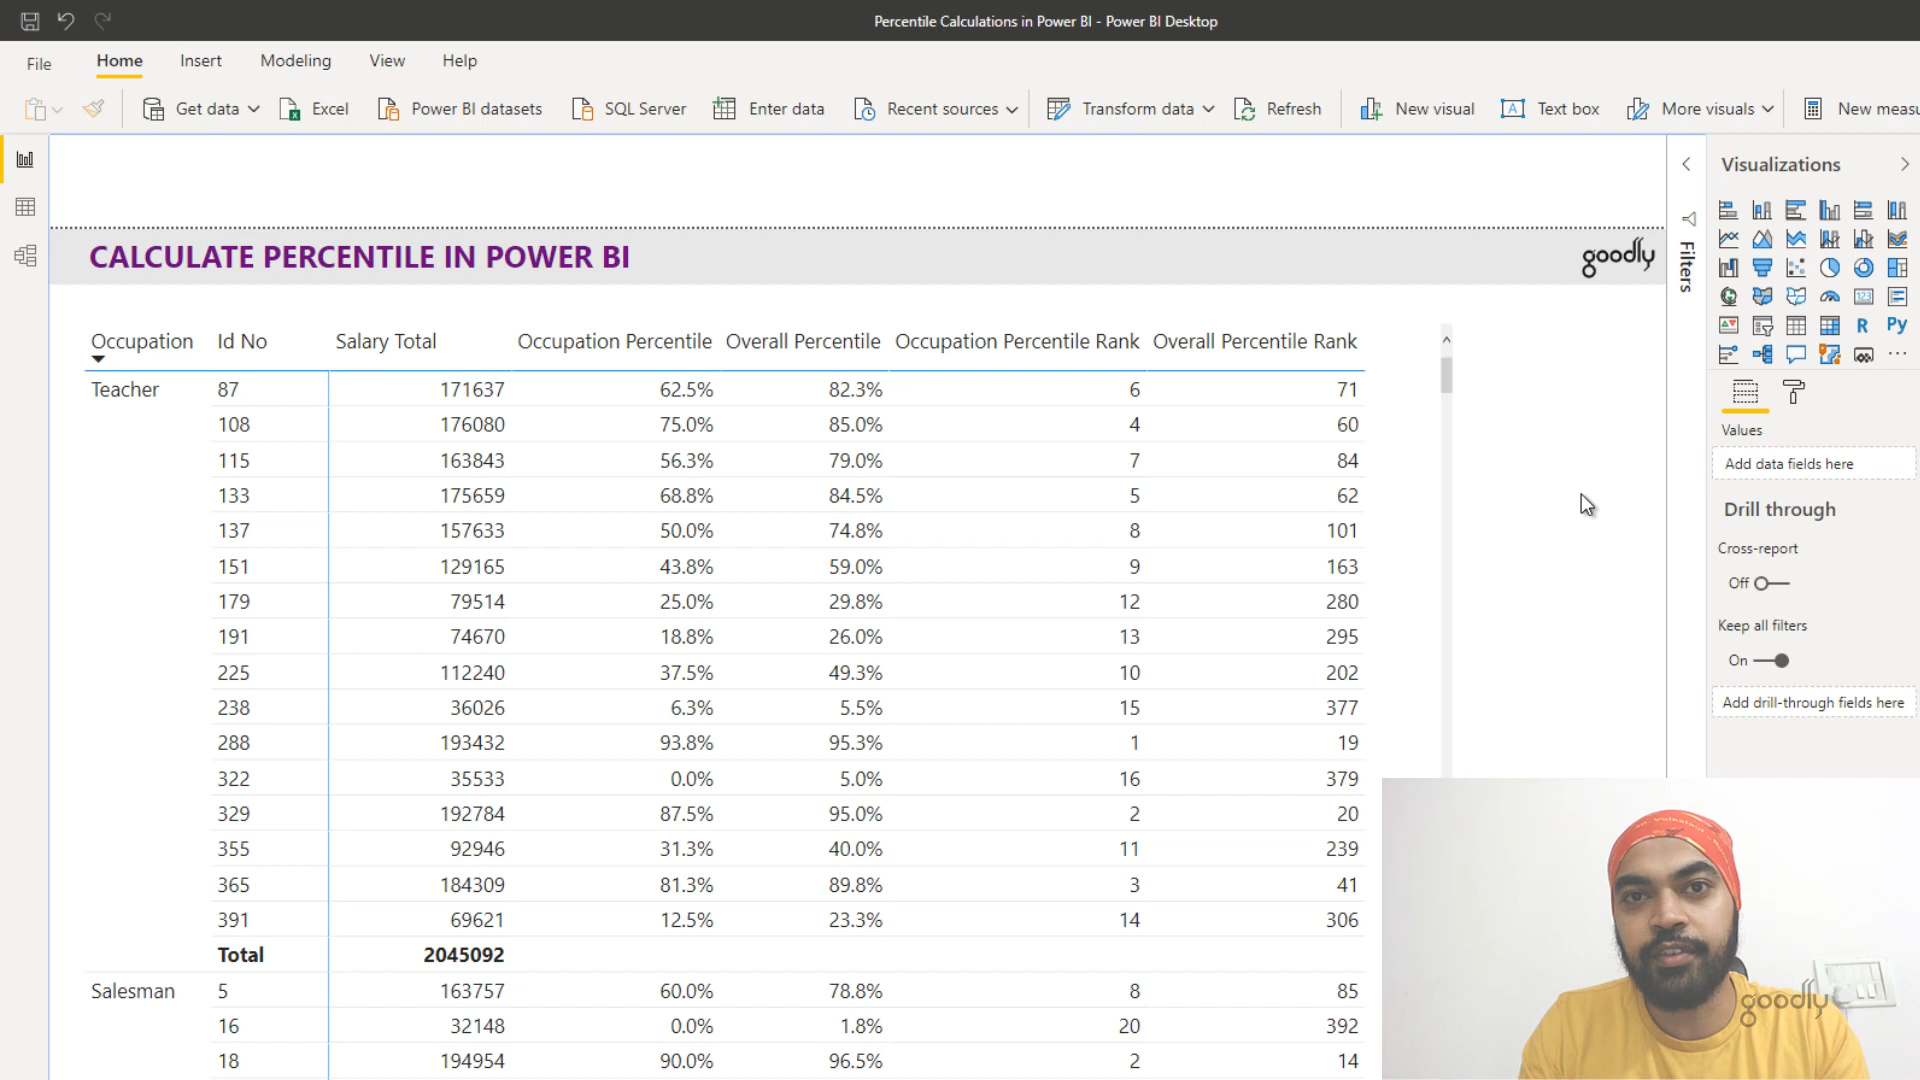 Percentile Calculations in Power BI - Power BI Desktop
File Home Insert Modeling View Help
Get data Excel Power BI datasets SQL Server Enter data Recent sources Transform data Refresh New visual Text box More visuals New measu
Visualizations
CALCULATE PERCENTILE IN POWER BI goodly
Filters
Occupation Id No Salary Total Occupation Percentile Overall Percentile Occupation Percentile Rank Overall Percentile Rank
Teacher 87 171637 62.5% 82.3% 6 71
108 176080 75.0% 85.0% 4 60
115 163843 56.3% 79.0% 7 84
133 175659 68.8% 84.5% 5 62
137 157633 50.0% 74.8% 8 101
151 129165 43.8% 59.0% 9 163
179 79514 25.0% 29.8% 12 280
191 74670 18.8% 26.0% 13 295
225 112240 37.5% 49.3% 10 202
238 36026 6.3% 5.5% 15 377
288 193432 93.8% 95.3% 1 19
322 35533 0.0% 5.0% 16 379
329 192784 87.5% 95.0% 2 20
355 92946 31.3% 40.0% 11 239
365 184309 81.3% 89.8% 3 41
391 69621 12.5% 23.3% 14 306
Total 2045092
Salesman 5 163757 60.0% 78.8% 8 85
16 32148 0.0% 1.8% 20 392
18 194954 90.0% 96.5% 2 14
123
R Py
Values
Add data fields here
Drill through
Cross-report
Off
Keep all filters
On
Add drill-through fields here
goodly